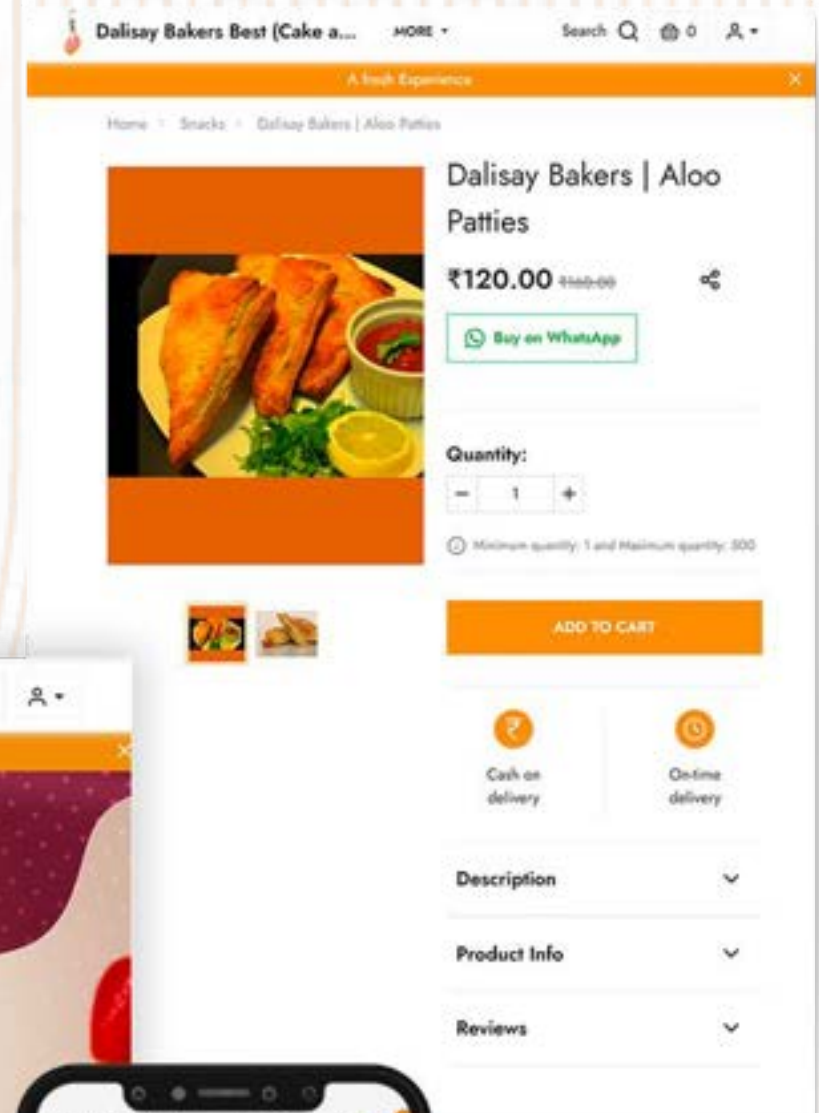 Dalisay Bakers Best (Cake a... MORE Search 0
A fresh Experience
Home Snacks Dalisay Bakers | Aloo Patties
Dalisay Bakers | Aloo
Patties
₹120.00 ₹160.00
Buy on WhatsApp
Quantity:
1
Minimum quantity: 1 and Maximum quantity: 500
ADD TO CART
Cash on
delivery
On-time
delivery
Description
Product Info
Reviews